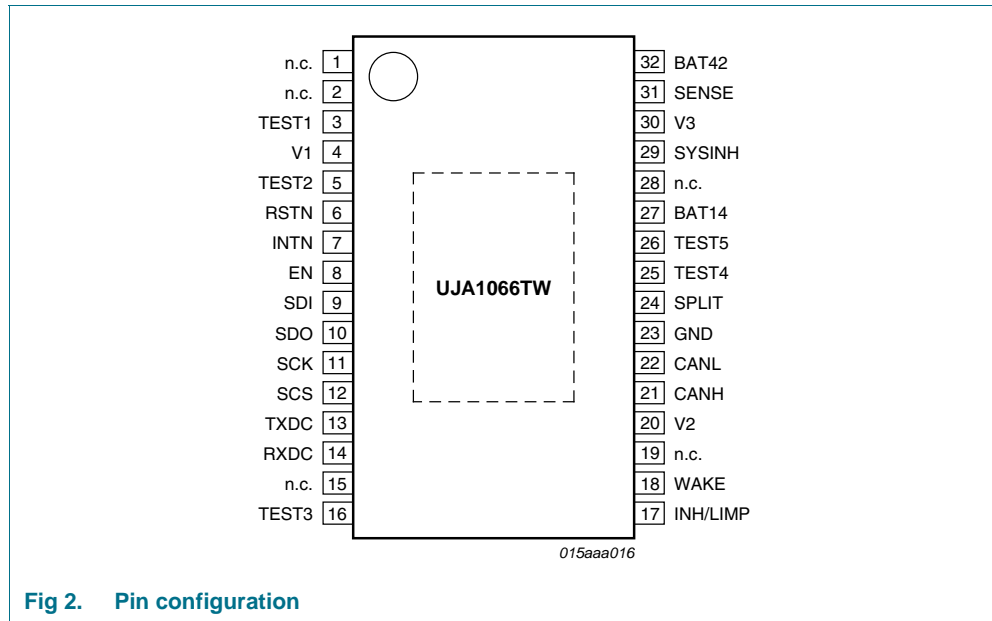 n.c. 1
n.c. 2
TEST1 3
V1 4
TEST2 5
RSTN 6
INTN 7
EN 8
SDI 9
SDO 10
SCK 11
SCS 12
TXDC 13
RXDC 14
n.c. 15
TEST3 16
UJA1066TW
32 BAT42
31 SENSE
30 V3
29 SYSINH
28 n.c.
27 BAT14
26 TEST5
25 TEST4
24 SPLIT
23 GND
22 CANL
21 CANH
20 V2
19 n.c.
18 WAKE
17 INH/LIMP
015aaa016
Fig 2. Pin configuration